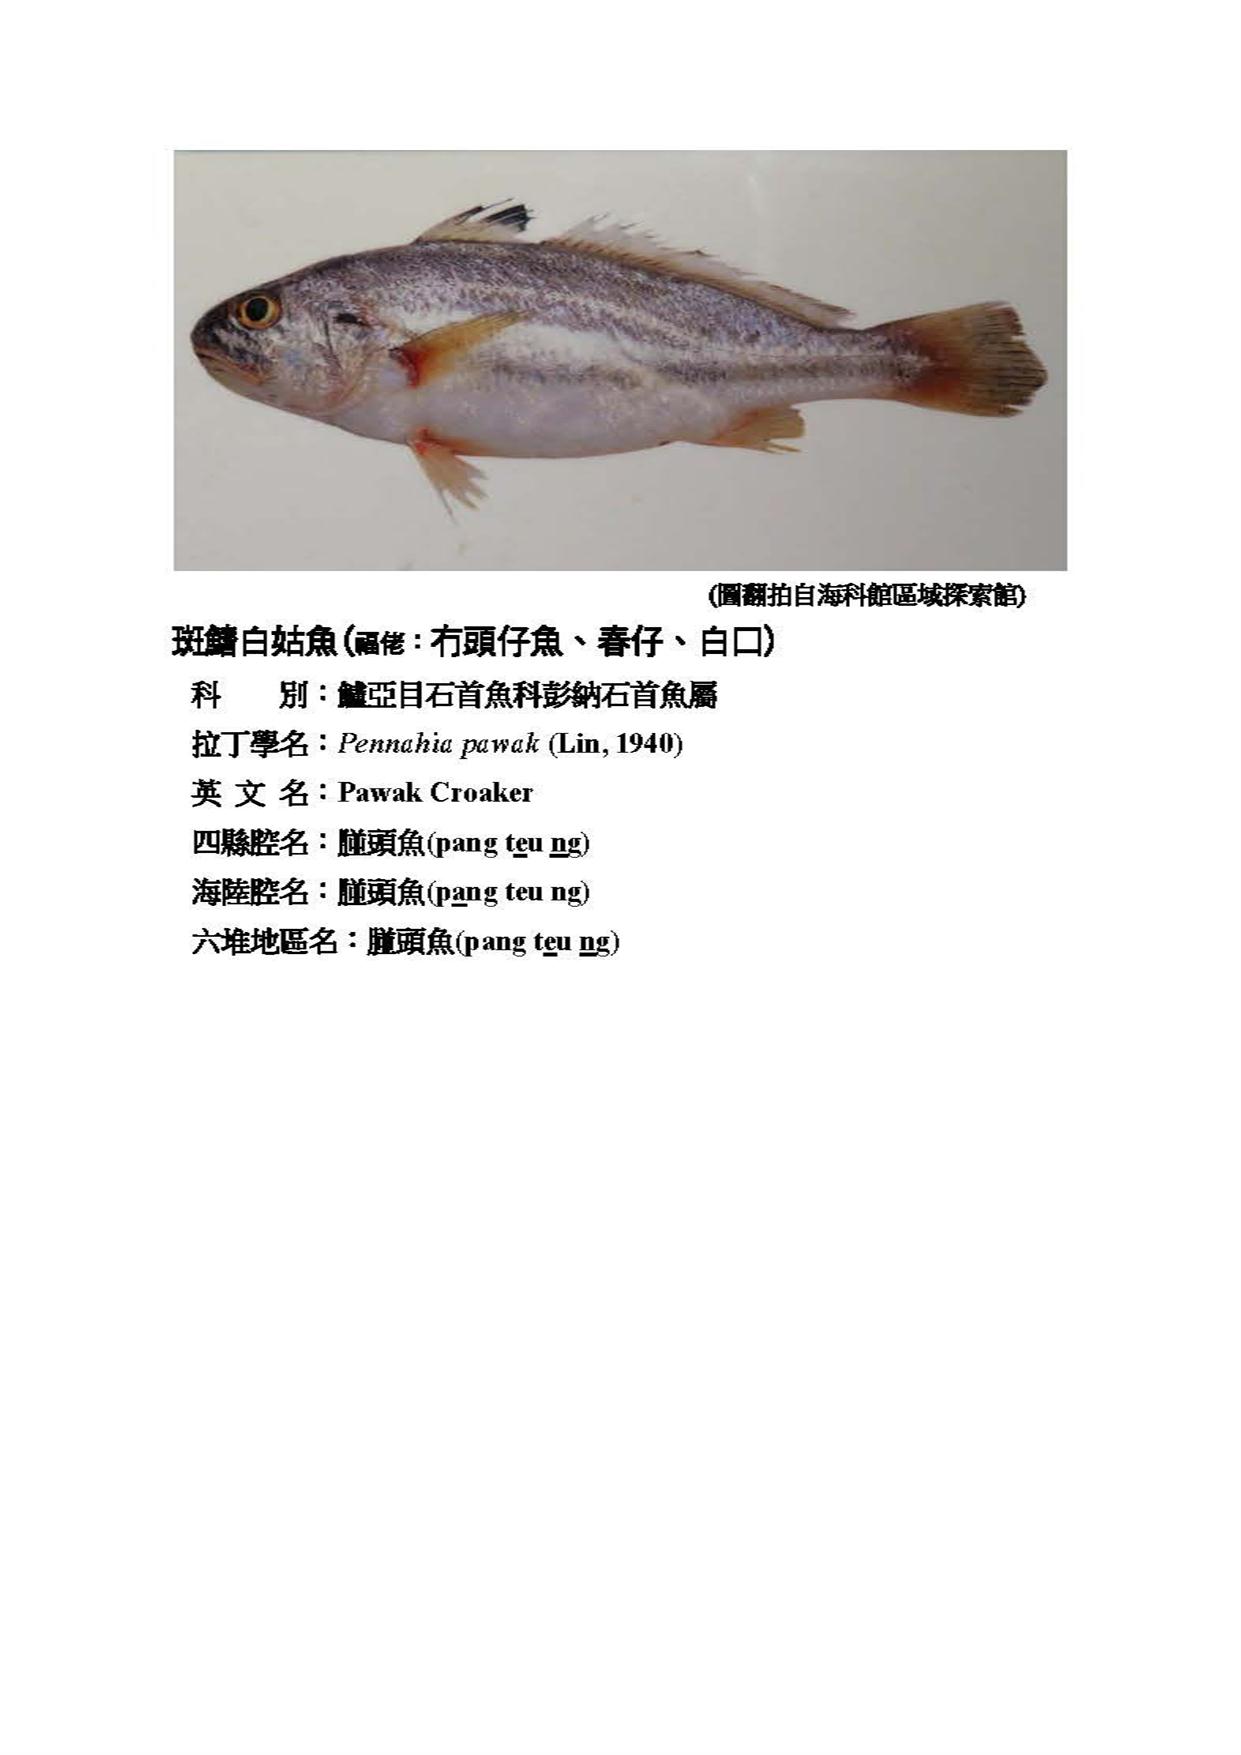 (圖翻拍自海科館區域探索館)
斑鰭白姑魚(福佬：冇頭仔魚、春仔、白口)
科　　別：鱸亞目石首魚科彭納石首魚屬
拉丁學名：Pennahia pawak (Lin, 1940)
英 文 名：Pawak Croaker
四縣腔名：膨頭魚(pang teu ng)
海陸腔名：膨頭魚(pang teu ng)
六堆地區名：膨頭魚(pang teu ng)